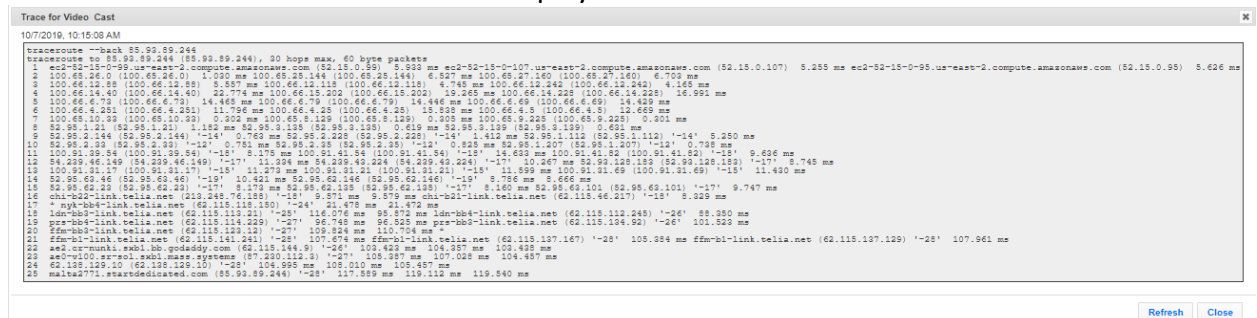 Trace for Video Cast
10/7/2019, 10:15:08 AM
traceroute --back 85.93.89.244
traceroute to 85.93.89.244 (85.93.89.244), 30 hops max, 60 byte packets
1 ec2-52-15-0-99.us-east-2.compute.amazonaws.com (52.15.0.99) 5.933 ms ec2-52-15-0-107.us-east-2.compute.amazonaws.com (52.15.0.107) 5.255 ms ec2-52-15-0-95.us-east-2.compute.amazonaws.com (52.15.0.95) 5.626 ms
2 100.65.26.0 (100.65.26.0) 1.030 ms 100.65.25.144 (100.65.25.144) 6.527 ms 100.65.27.160 (100.65.27.160) 6.703 ms
3 100.66.12.88 (100.66.12.88) 5.557 ms 100.66.12.118 (100.66.12.118) 4.745 ms 100.66.12.242 (100.66.12.242) 4.165 ms
4 100.66.14.40 (100.66.14.40) 22.774 ms 100.66.15.202 (100.66.15.202) 19.265 ms 100.66.14.228 (100.66.14.228) 16.991 ms
5 100.66.6.73 (100.66.6.73) 14.465 ms 100.66.6.79 (100.66.6.79) 14.446 ms 100.66.6.69 (100.66.6.69) 14.429 ms
6 100.66.4.251 (100.66.4.251) 11.796 ms 100.66.4.25 (100.66.4.25) 15.838 ms 100.66.4.5 (100.66.4.5) 12.669 ms
7 100.65.10.33 (100.65.10.33) 0.302 ms 100.65.8.129 (100.65.8.129) 0.305 ms 100.65.9.225 (100.65.9.225) 0.301 ms
8 52.95.1.21 (52.95.1.21) 1.182 ms 52.95.3.135 (52.95.3.135) 0.619 ms 52.95.3.139 (52.95.3.139) 0.631 ms
9 52.95.2.144 (52.95.2.144) '-14' 0.763 ms 52.95.2.228 (52.95.2.228) '-14' 1.412 ms 52.95.1.112 (52.95.1.112) '-14' 5.250 ms
10 52.95.2.33 (52.95.2.33) '-12' 0.751 ms 52.95.2.35 (52.95.2.35) '-12' 0.825 ms 52.95.1.207 (52.95.1.207) '-12' 0.738 ms
11 100.91.39.54 (100.91.39.54) '-18' 8.175 ms 100.91.41.54 (100.91.41.54) '-18' 14.633 ms 100.91.41.82 (100.91.41.82) '-18' 9.636 ms
12 54.239.46.149 (54.239.46.149) '-17' 11.334 ms 54.239.43.224 (54.239.43.224) '-17' 10.267 ms 52.93.128.183 (52.93.128.183) '-17' 8.745 ms
13 100.91.31.17 (100.91.31.17) '-15' 11.273 ms 100.91.31.21 (100.91.31.21) '-15' 11.599 ms 100.91.31.69 (100.91.31.69) '-15' 11.430 ms
14 52.95.63.46 (52.95.63.46) '-19' 10.421 ms 52.95.62.146 (52.95.62.146) '-19' 8.786 ms 8.666 ms
15 52.95.62.23 (52.95.62.23) '-17' 8.173 ms 52.95.62.135 (52.95.62.135) '-17' 8.160 ms 52.95.63.101 (52.95.63.101) '-17' 9.747 ms
16 chi-b22-link.telia.net (213.248.76.188) '-18' 9.571 ms 9.579 ms chi-b21-link.telia.net (62.115.46.217) '-18' 8.329 ms
17 * nyk-bb4-link.telia.net (62.115.118.150) '-24' 21.478 ms 21.472 ms
18 ldn-bb3-link.telia.net (62.115.113.21) '-25' 116.076 ms 95.872 ms ldn-bb4-link.telia.net (62.115.112.245) '-26' 88.350 ms
19 prs-bb4-link.telia.net (62.115.114.229) '-27' 96.748 ms 96.525 ms prs-bb3-link.telia.net (62.115.134.92) '-26' 101.523 ms
20 ffm-bb3-link.telia.net (62.115.123.12) '-27' 109.824 ms 110.704 ms *
21 ffm-b1-link.telia.net (62.115.141.241) '-28' 107.674 ms ffm-b1-link.telia.net (62.115.137.167) '-28' 105.384 ms ffm-b1-link.telia.net (62.115.137.129) '-28' 107.961 ms
22 ae2.cr-nunki.sxb1.bb.godaddy.com (62.115.144.9) '-26' 103.423 ms 104.357 ms 103.438 ms
23 ae0-v100.sr-sol.sxb1.mass.systems (87.230.112.3) '-27' 105.387 ms 107.028 ms 104.457 ms
24 62.138.129.10 (62.138.129.10) '-28' 104.995 ms 108.010 ms 105.457 ms
25 malta2771.startdedicated.com (85.93.89.244) '-28' 117.589 ms 119.112 ms 119.540 ms
Refresh Close